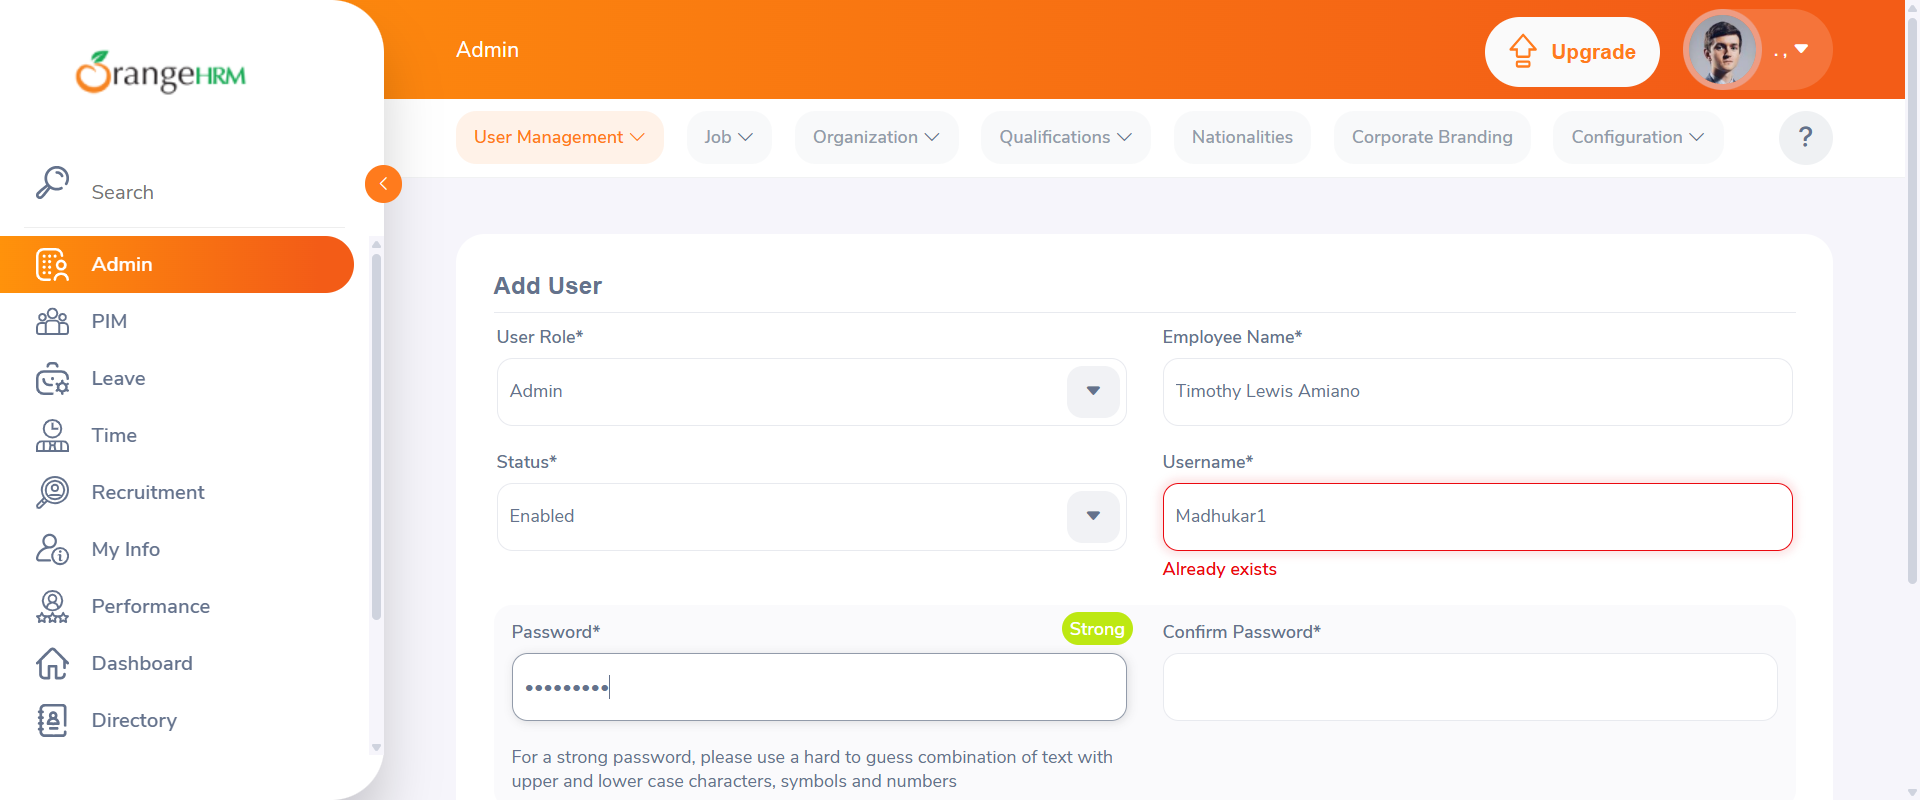 OrangeHRM
Admin
Upgrade
. ,
User Management
Job
Organization
Qualifications
Nationalities
Corporate Branding
Configuration
?
Search
Admin
PIM
Leave
Time
Recruitment
My Info
Performance
Dashboard
Directory
Add User
User Role*
Employee Name*
Admin
Timothy Lewis Amiano
Status*
Username*
Enabled
Madhukar1
Already exists
Password*
Strong
Confirm Password*
•••••••••
For a strong password, please use a hard to guess combination of text with
upper and lower case characters, symbols and numbers